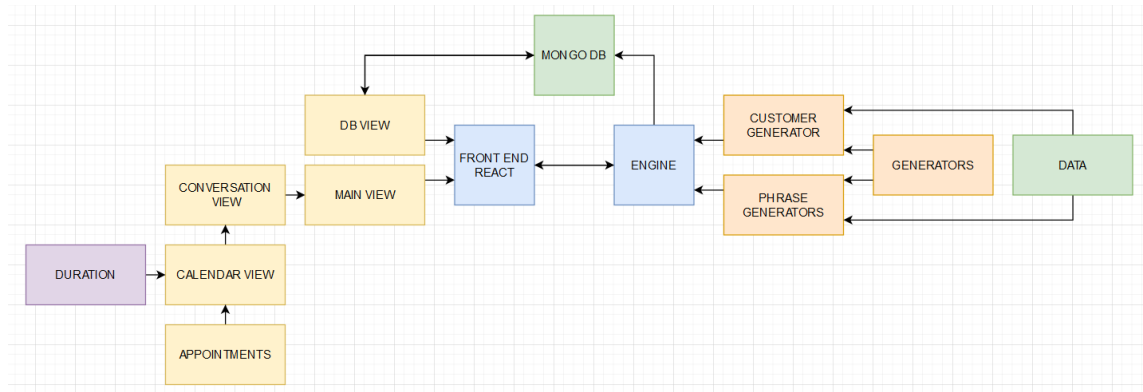 MONGO DB
DB VIEW
CUSTOMER
GENERATOR
FRONT END
REACT
ENGINE
GENERATORS
DATA
CONVERSATION
VIEW
MAIN VIEW
PHRASE
GENERATORS
DURATION
CALENDAR VIEW
APPOINTMENTS